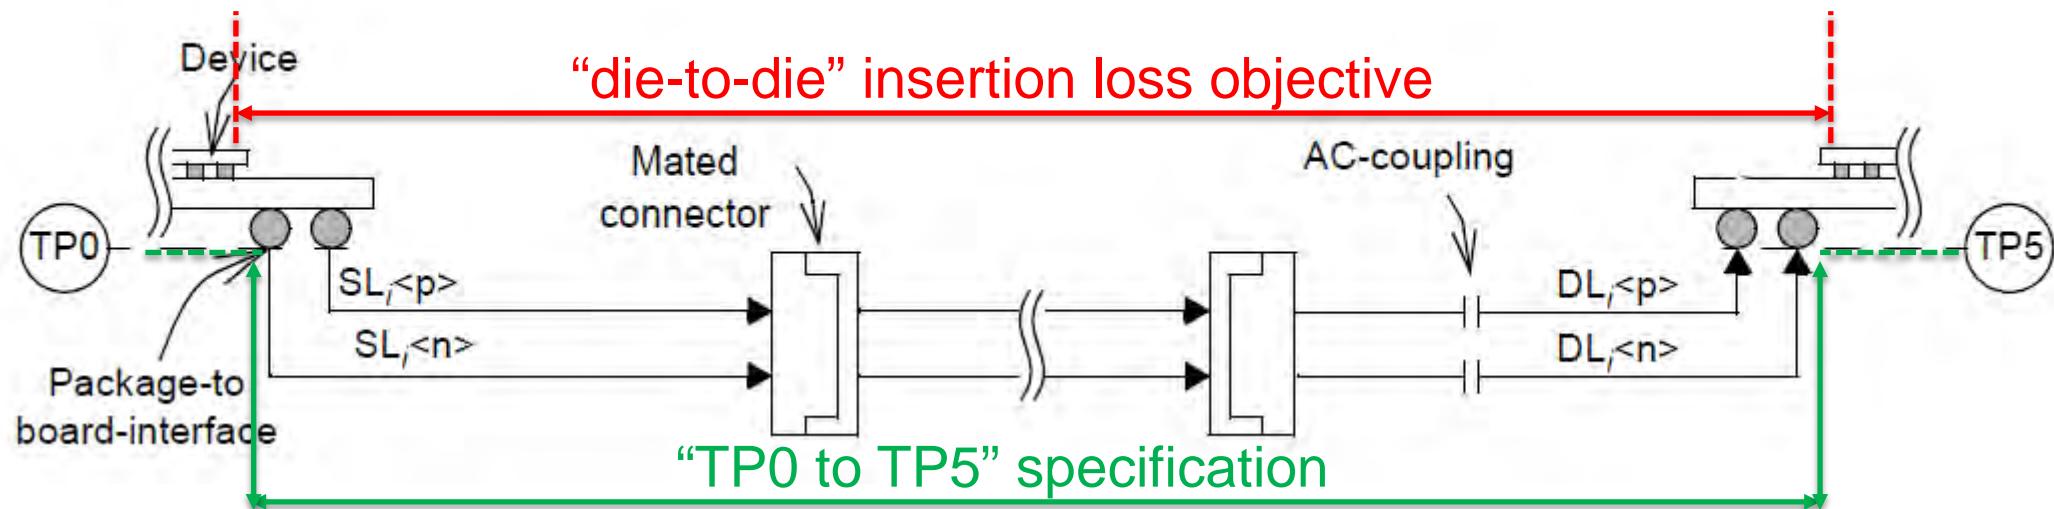 Device
“die-to-die” insertion loss objective
Mated
connector
AC-coupling
TP0
TP5
SLi<p>
DLi<p>
SLi<n>
DLi<n>
Package-to
board-interface
“TP0 to TP5” specification